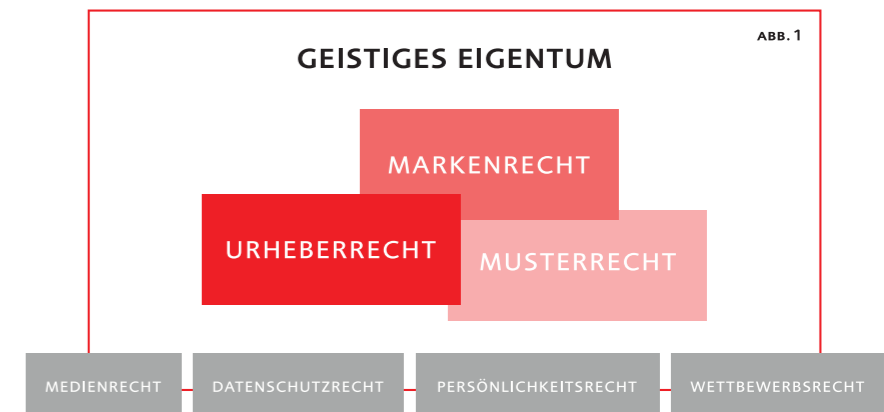 ABB. 1
GEISTIGES EIGENTUM
MARKENRECHT
URHEBERRECHT
MUSTERRECHT
MEDIENRECHT
DATENSCHUTZRECHT
PERSÖNLICHKEITSRECHT
WETTBEWERBSRECHT